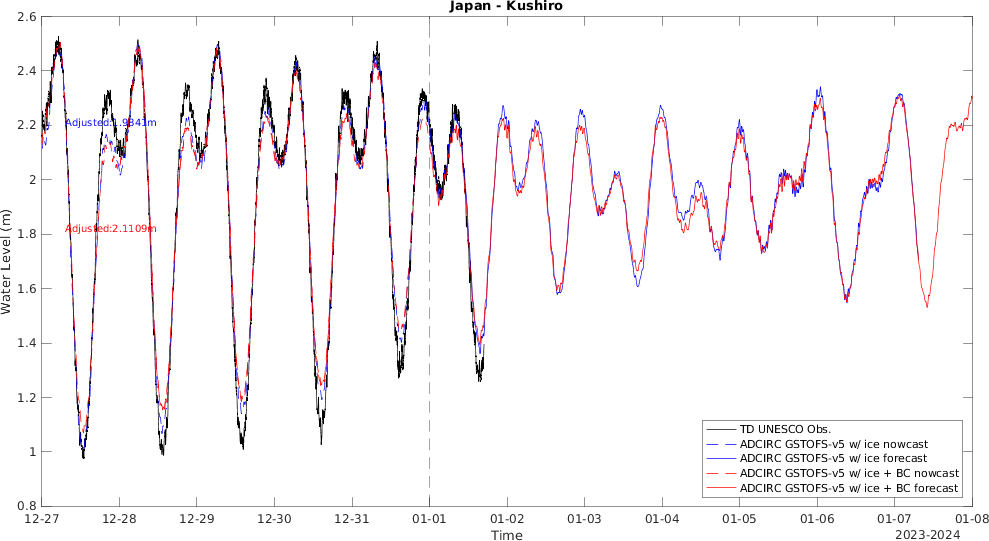 Japan - Kushiro
Water Level (m)
2.6
2.4
2.2
2
1.8
1.6
1.4
1.2
1
0.8
Adjusted:1.9341m
Adjusted:2.1109m
TD UNESCO Obs.
ADCIRC GSTOFS-v5 w/ ice nowcast
ADCIRC GSTOFS-v5 w/ ice forecast
ADCIRC GSTOFS-v5 w/ ice + BC nowcast
ADCIRC GSTOFS-v5 w/ ice + BC forecast
12-27 12-28 12-29 12-30 12-31 01-01 01-02 01-03 01-04 01-05 01-06 01-07 01-08
Time
2023-2024